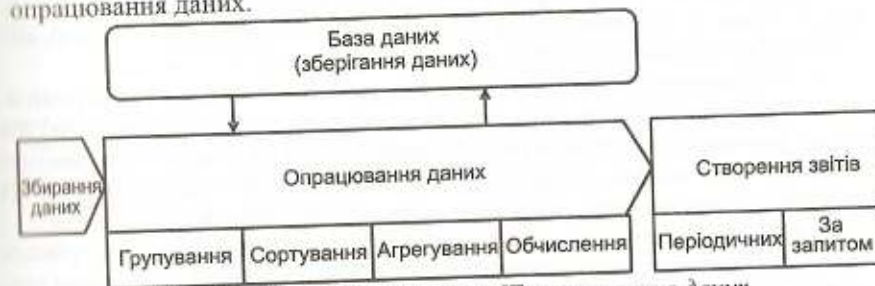 опрацювання даних.
База даних
(зберігання даних)
Збирання
даних
Опрацювання даних
Створення звітів
Групування
Сортування
Агрегування
Обчислення
Періодичних
За
запитом